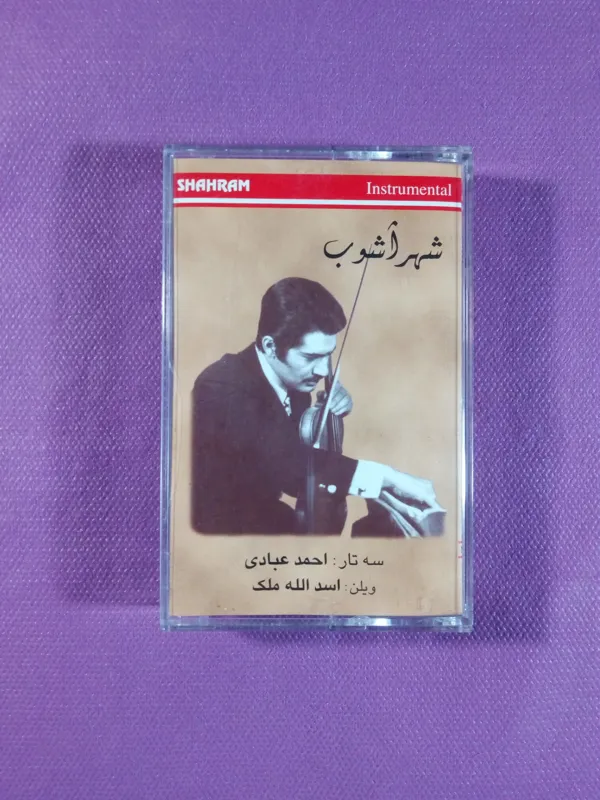 SHAHRAM Instrumental
شهرآشوب
سه تار: احمد عبادی
ویلن: اسد الله ملک